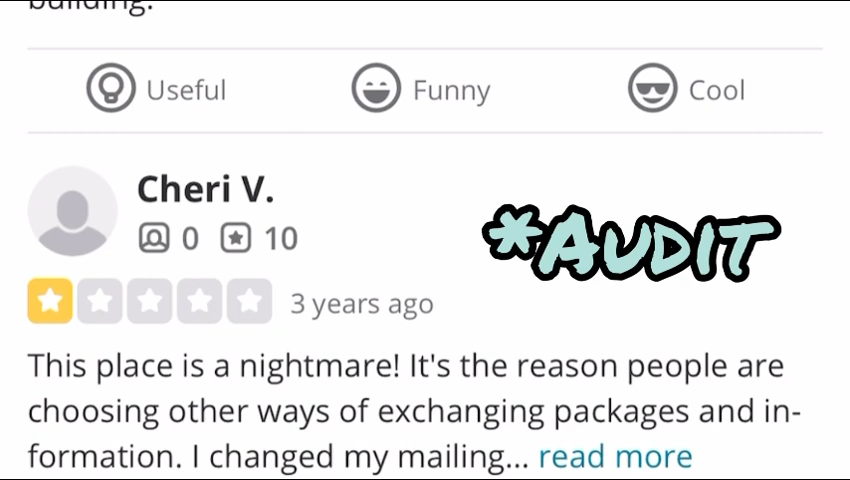 building.
Useful Funny Cool
Cheri V.
0 10
*AUDIT
3 years ago
This place is a nightmare! It's the reason people are
choosing other ways of exchanging packages and in-
formation. I changed my mailing... read more